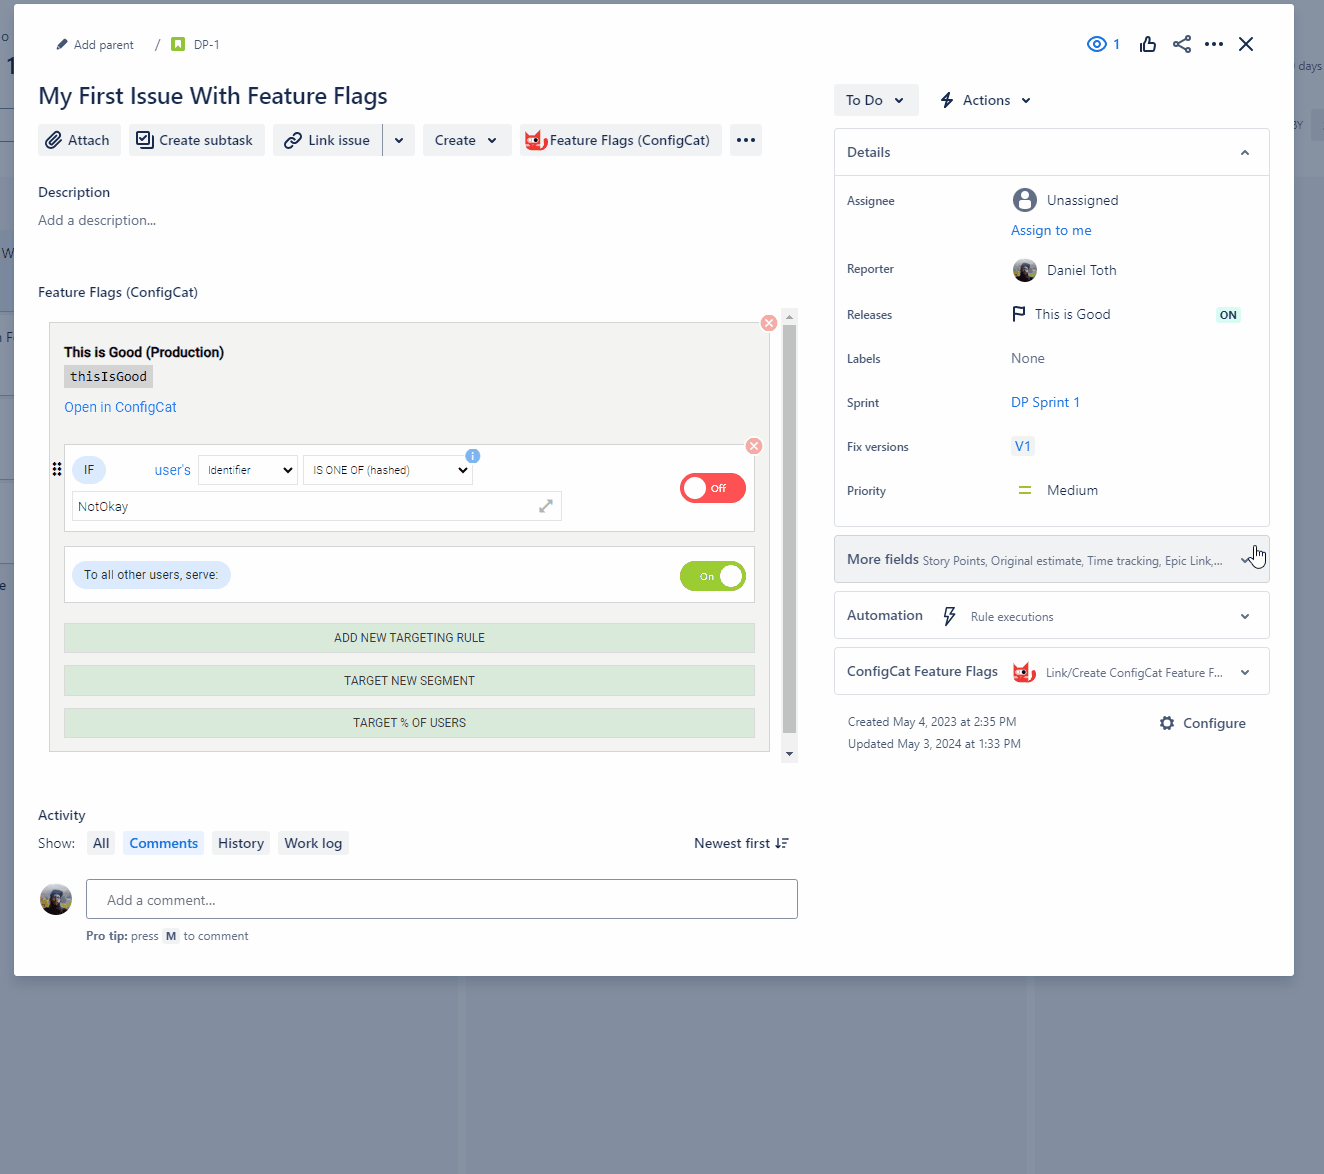 Add parent / DP-1
1
My First Issue With Feature Flags
Attach
Create subtask
Link issue
Create
Feature Flags (ConfigCat)
Description
Add a description...
Feature Flags (ConfigCat)
This is Good (Production)
thisIsGood
Open in ConfigCat
IF user's Identifier IS ONE OF (hashed)
i
Off
NotOkay
To all other users, serve:
On
ADD NEW TARGETING RULE
TARGET NEW SEGMENT
TARGET % OF USERS
Activity
Show: All Comments History Work log
Newest first
Add a comment...
Pro tip: press M to comment
To Do
Actions
Details
Assignee
Unassigned
Assign to me
Reporter
Daniel Toth
Releases
This is Good
ON
Labels
None
Sprint
DP Sprint 1
Fix versions
V1
Priority
Medium
More fields Story Points, Original estimate, Time tracking, Epic Link,...
Automation Rule executions
ConfigCat Feature Flags Link/Create ConfigCat Feature F...
Created May 4, 2023 at 2:35 PM
Updated May 3, 2024 at 1:33 PM
Configure
days